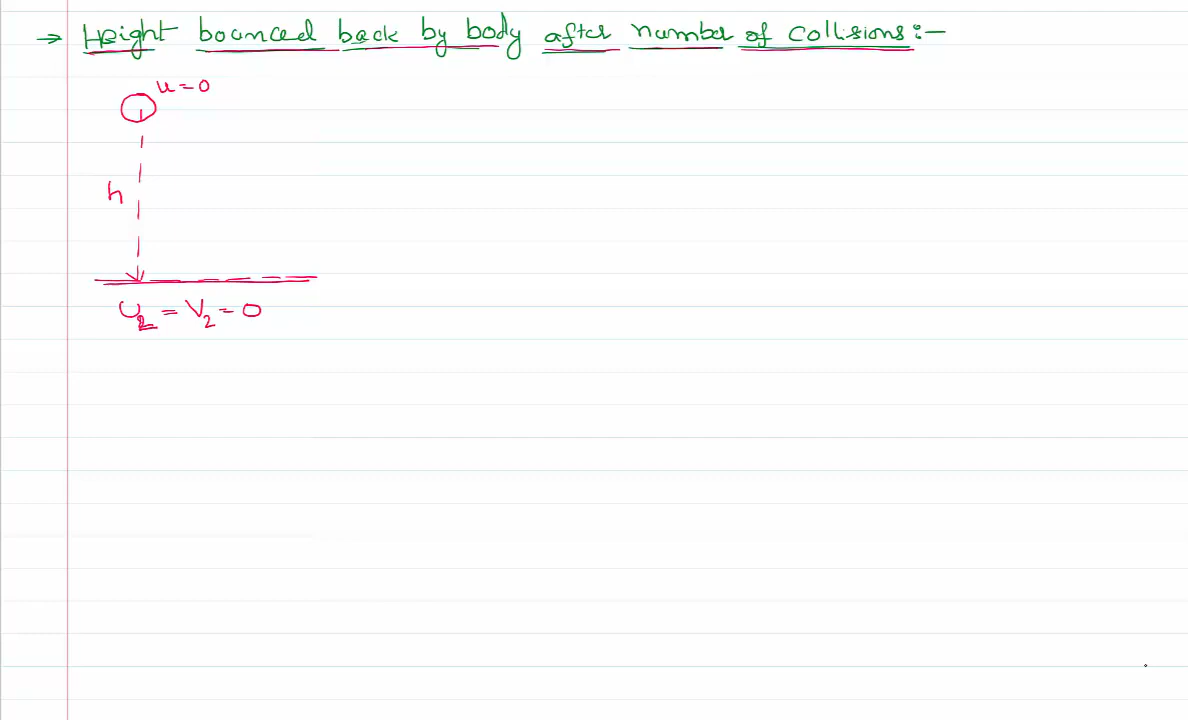 → Height bounced back by body after number of collisions:-
u=0
h
U₂ = V₂ = 0